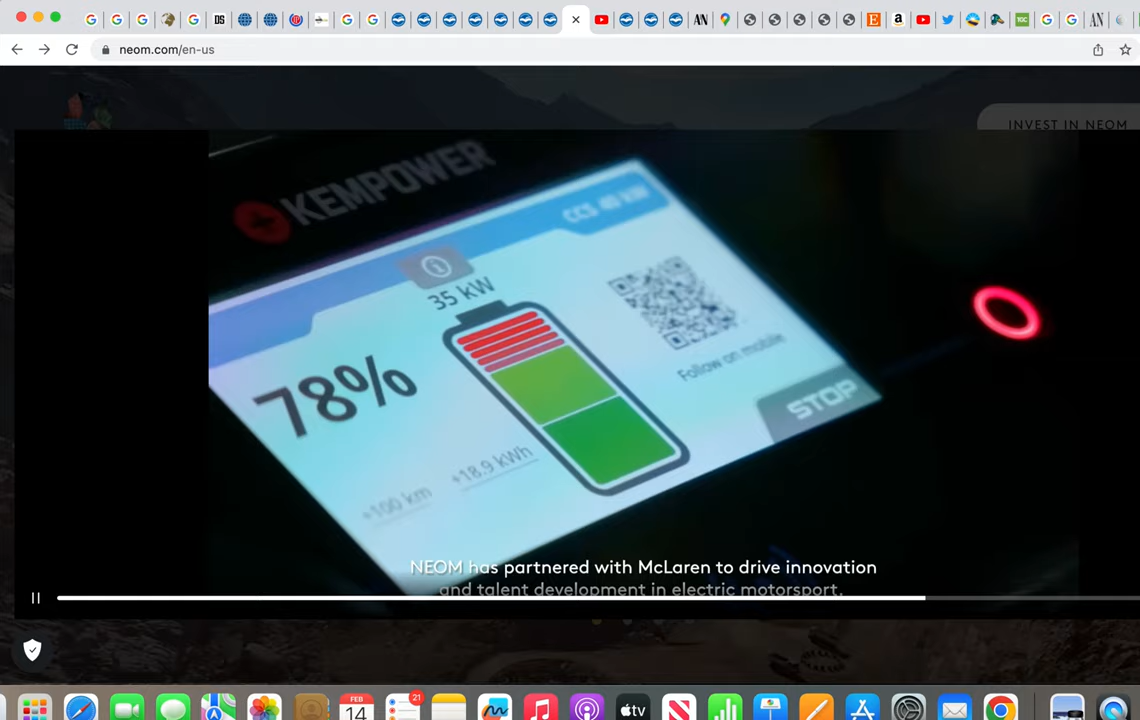 neom.com/en-us
INVEST IN NEOM
KEMPOWER
CCS 40 kW
35 kW
78%
Follow on mobile
STOP
+18.9 kWh
+100 km
NEOM has partnered with McLaren to drive innovation
and talent development in electric motorsport.
21
FEB
14
tv